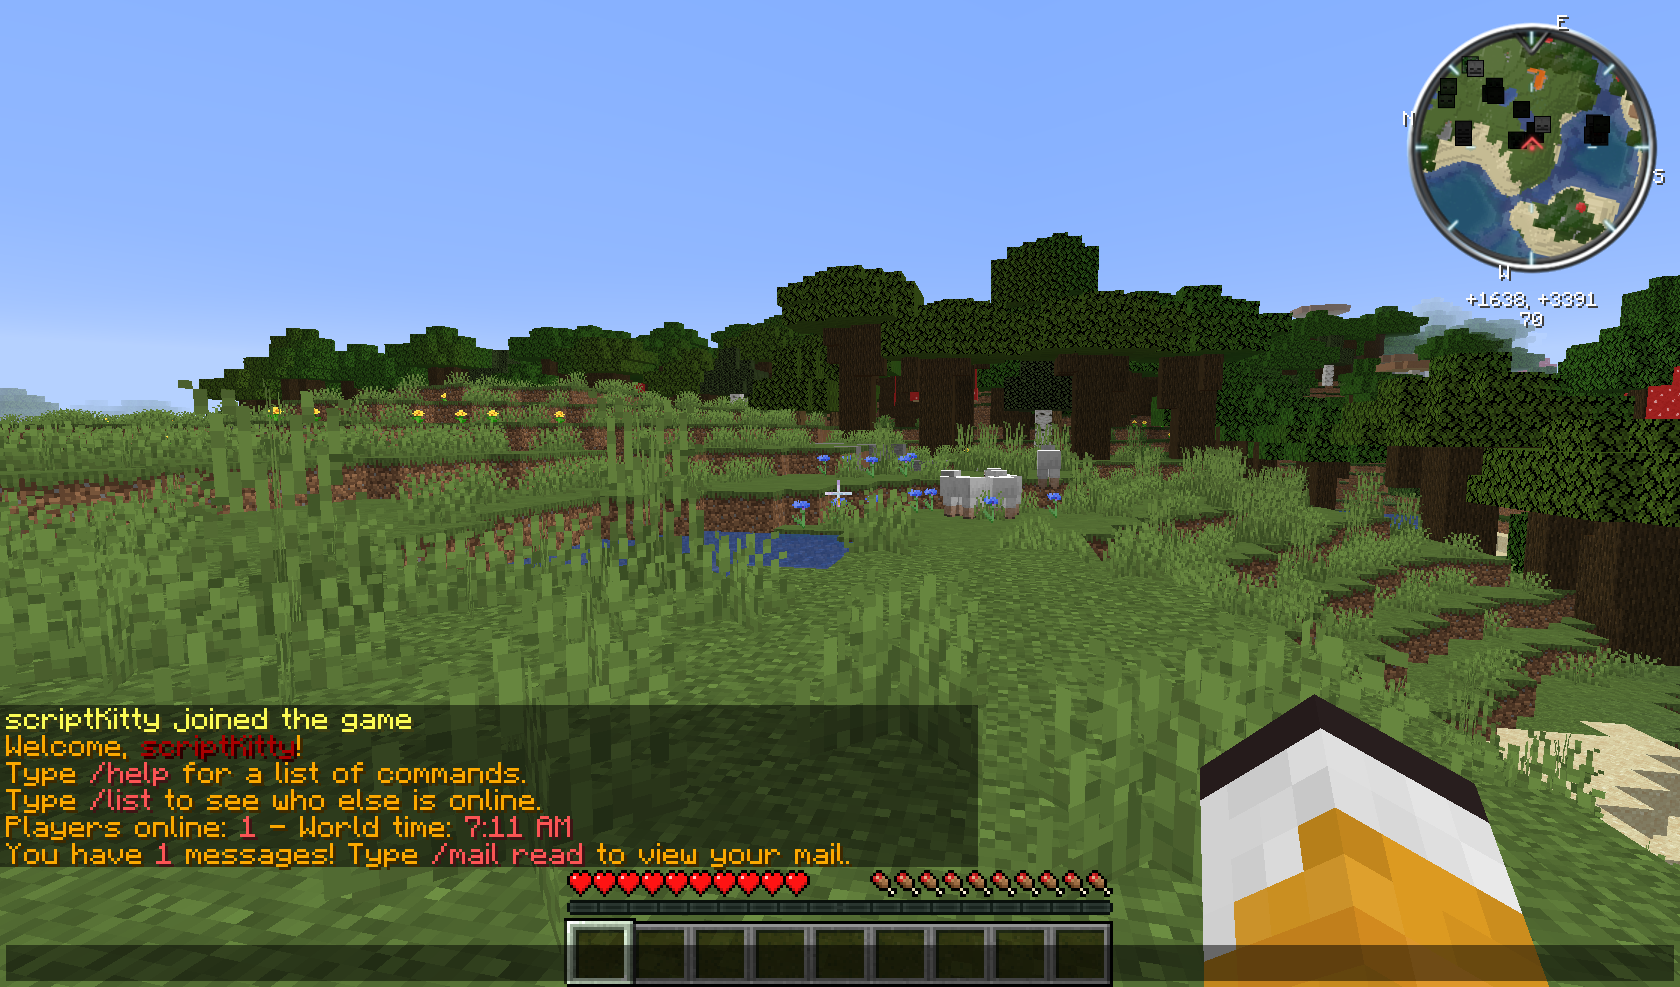 E
N
S
W
+1638, +3391
70
scriptKitty joined the game
Welcome, scriptKitty!
Type /help for a list of commands.
Type /list to see who else is online.
Players online: 1 - World time: 7:11 AM
You have 1 messages! Type /mail read to view your mail.